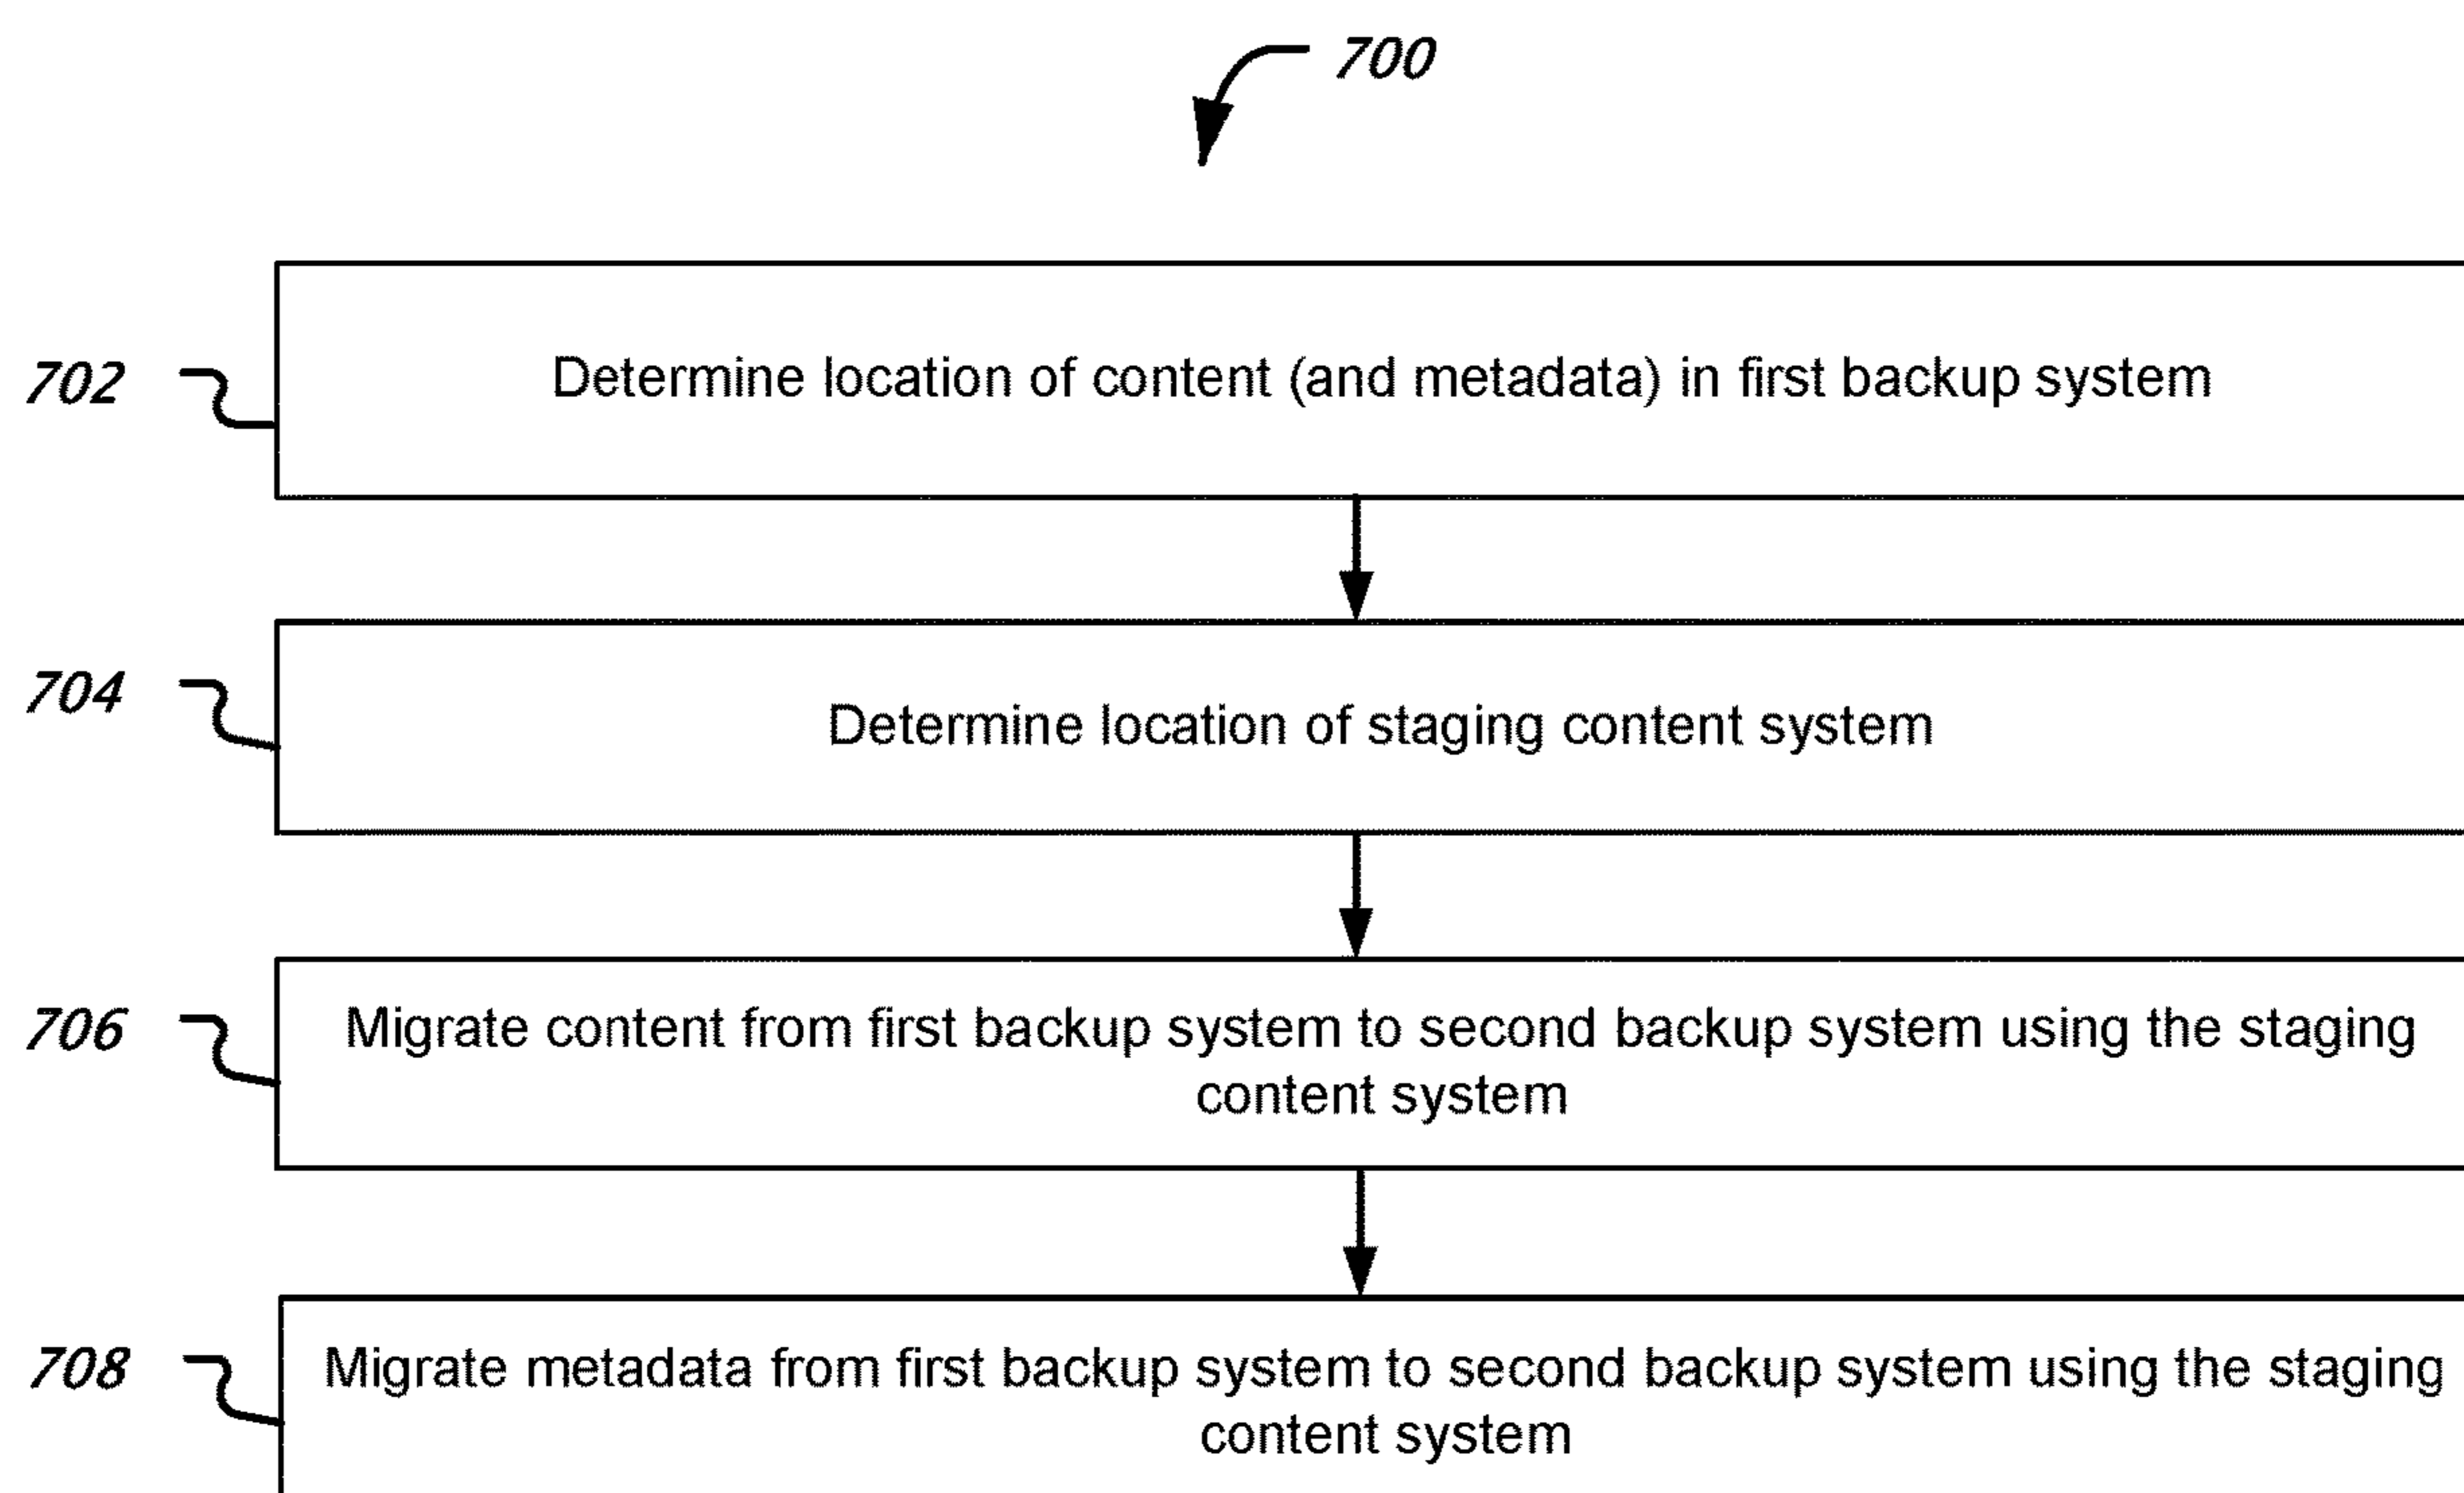 700
702
Determine location of content (and metadata) in first backup system
704
Determine location of staging content system
706
Migrate content from first backup system to second backup system using the staging
content system
708
Migrate metadata from first backup system to second backup system using the staging
content system